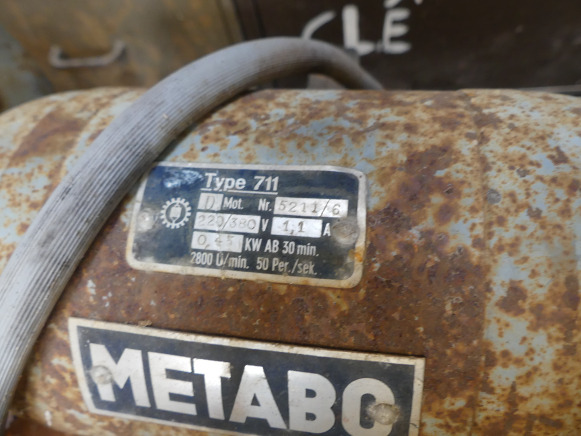 CLÉ
Type 711
D Mot. Nr. 5211/6
220/380 V 1,1 A
0,45 KW AB 30 min.
2800 U/min. 50 Per./sek.
METABO